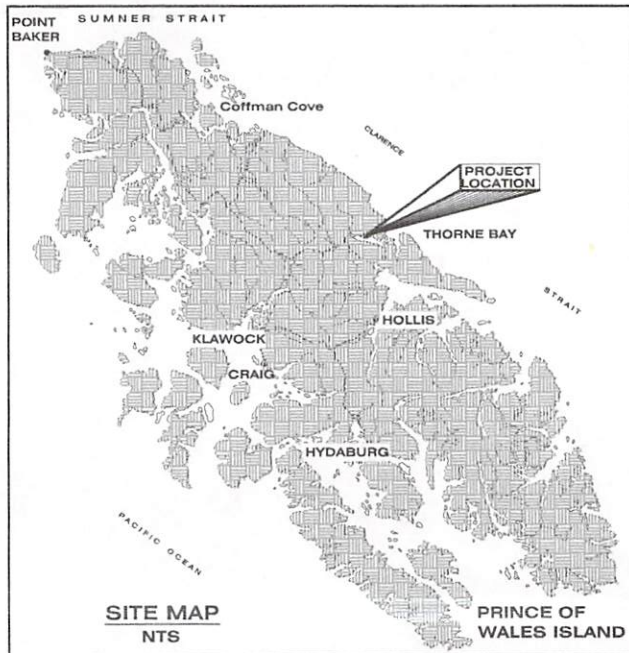 SUMNER STRAIT
POINT
BAKER
Coffman Cove
CLARENCE
PROJECT
LOCATION
THORNE BAY
STRAIT
HOLLIS
KLAWOCK
CRAIG
HYDABURG
PACIFIC OCEAN
SITE MAP
NTS
PRINCE OF
WALES ISLAND